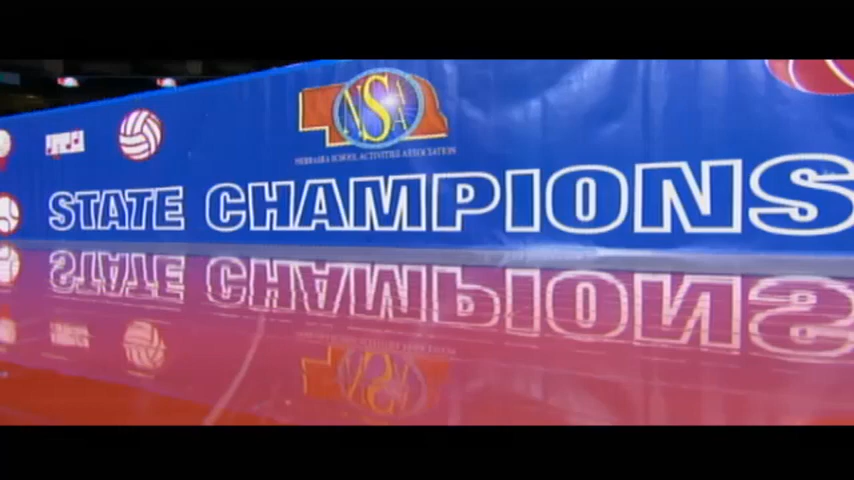 NSAA
NEBRASKA SCHOOL ACTIVITIES ASSOCIATION
STATE CHAMPIONS